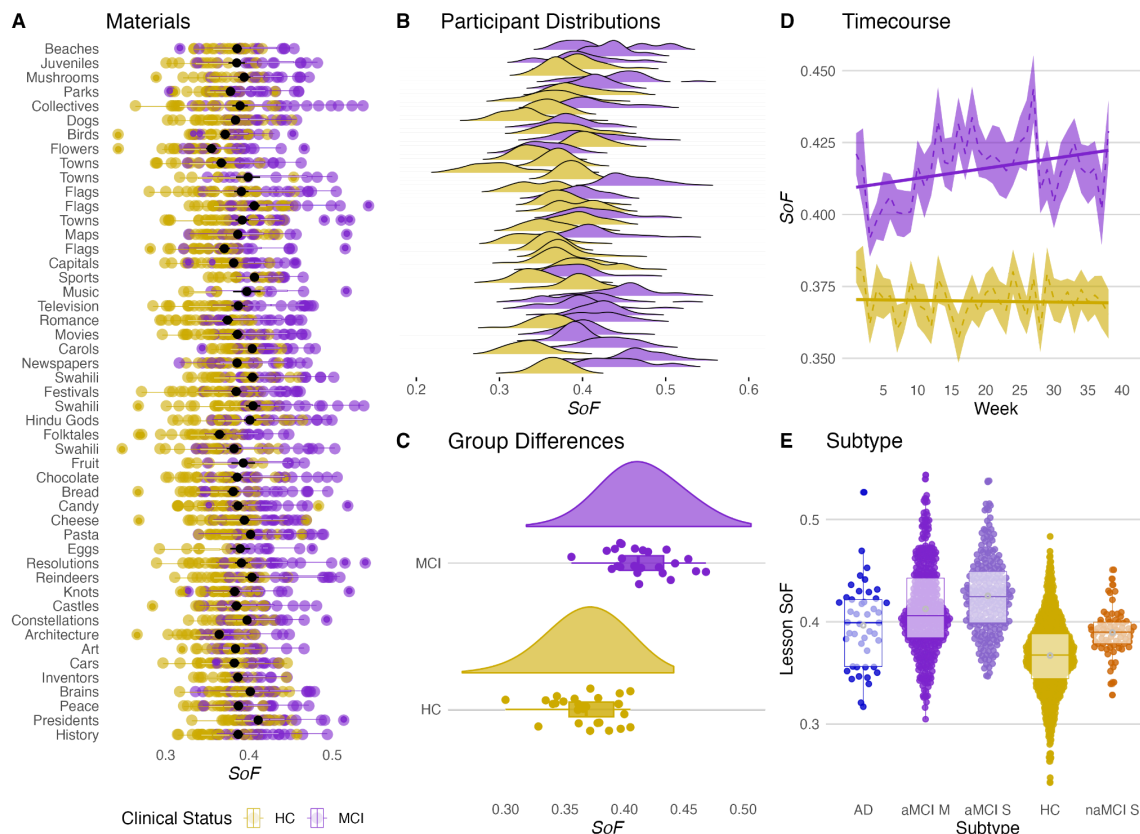 A Materials
Beaches
Juveniles
Mushrooms
Parks
Collectives
Dogs
Birds
Flowers
Towns
Towns
Flags
Flags
Towns
Maps
Flags
Capitals
Sports
Music
Television
Romance
Movies
Carols
Newspapers
Swahili
Festivals
Swahili
Hindu Gods
Folktales
Swahili
Fruit
Chocolate
Bread
Candy
Cheese
Pasta
Eggs
Resolutions
Reindeers
Knots
Castles
Constellations
Architecture
Art
Cars
Inventors
Brains
Peace
Presidents
History
0.3 0.4 0.5
SoF
Clinical Status HC MCI
B Participant Distributions
0.2 0.3 0.4 0.5 0.6
SoF
C Group Differences
MCI
HC
0.30 0.35 0.40 0.45 0.50
SoF
D Timecourse
0.450
0.425
0.400
0.375
0.350
SoF
5 10 15 20 25 30 35 40
Week
E Subtype
0.5
0.4
0.3
Lesson SoF
AD aMCI M aMCI S HC naMCI S
Subtype